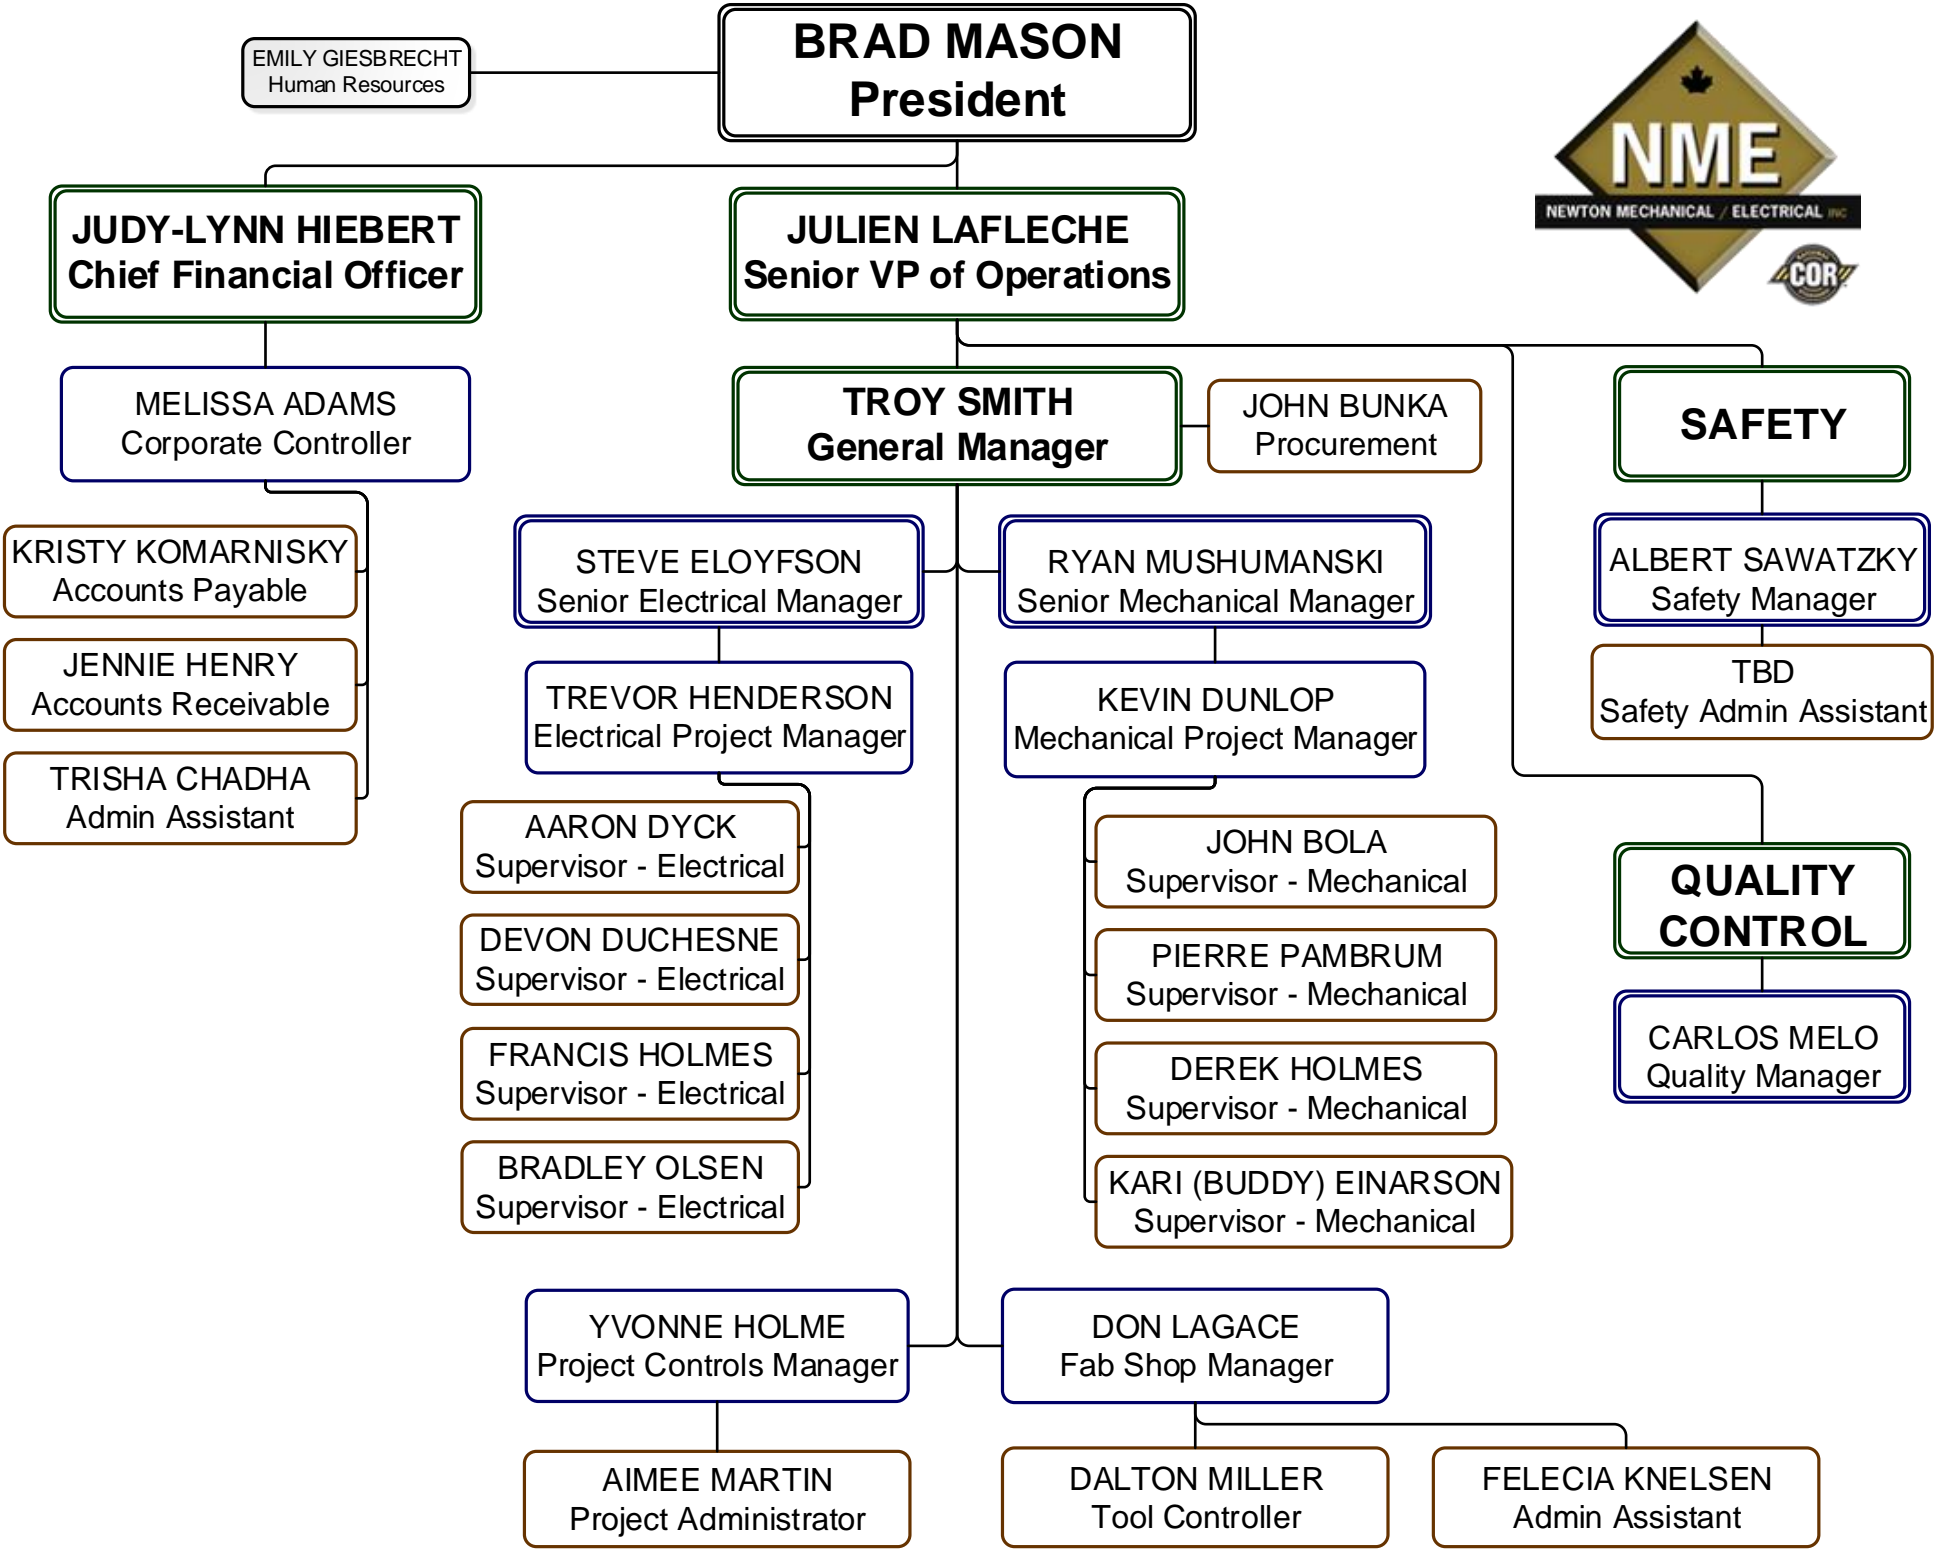 EMILY GIESBRECHT
Human Resources
BRAD MASON
President
NME
NEWTON MECHANICAL / ELECTRICAL INC
COR
JUDY-LYNN HIEBERT
Chief Financial Officer
JULIEN LAFLECHE
Senior VP of Operations
MELISSA ADAMS
Corporate Controller
TROY SMITH
General Manager
JOHN BUNKA
Procurement
SAFETY
KRISTY KOMARNISKY
Accounts Payable
JENNIE HENRY
Accounts Receivable
TRISHA CHADHA
Admin Assistant
STEVE ELOYFSON
Senior Electrical Manager
RYAN MUSHUMANSKI
Senior Mechanical Manager
ALBERT SAWATZKY
Safety Manager
TBD
Safety Admin Assistant
TREVOR HENDERSON
Electrical Project Manager
KEVIN DUNLOP
Mechanical Project Manager
AARON DYCK
Supervisor - Electrical
DEVON DUCHESNE
Supervisor - Electrical
FRANCIS HOLMES
Supervisor - Electrical
BRADLEY OLSEN
Supervisor - Electrical
JOHN BOLA
Supervisor - Mechanical
PIERRE PAMBRUM
Supervisor - Mechanical
DEREK HOLMES
Supervisor - Mechanical
KARI (BUDDY) EINARSON
Supervisor - Mechanical
QUALITY
CONTROL
CARLOS MELO
Quality Manager
YVONNE HOLME
Project Controls Manager
DON LAGACE
Fab Shop Manager
AIMEE MARTIN
Project Administrator
DALTON MILLER
Tool Controller
FELECIA KNELSEN
Admin Assistant